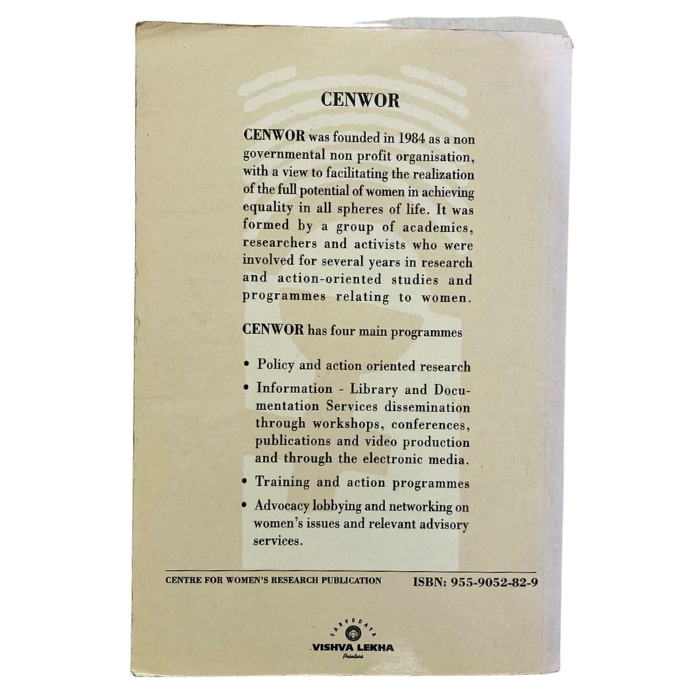 CENWOR
CENWOR was founded in 1984 as a non
governmental non profit organisation,
with a view to facilitating the realization
of the full potential of women in achieving
equality in all spheres of life. It was
formed by a group of academics,
researchers and activists who were
involved for several years in research
and action-oriented studies and
programmes relating to women.
CENWOR has four main programmes
• Policy and action oriented research
• Information - Library and Docu-
mentation Services dissemination
through workshops, conferences,
publications and video production
and through the electronic media.
• Training and action programmes
• Advocacy lobbying and networking on
women's issues and relevant advisory
services.
CENTRE FOR WOMEN'S RESEARCH PUBLICATION ISBN: 955-9052-82-9
SARVODAYA
VISHVA LEKHA
Printers